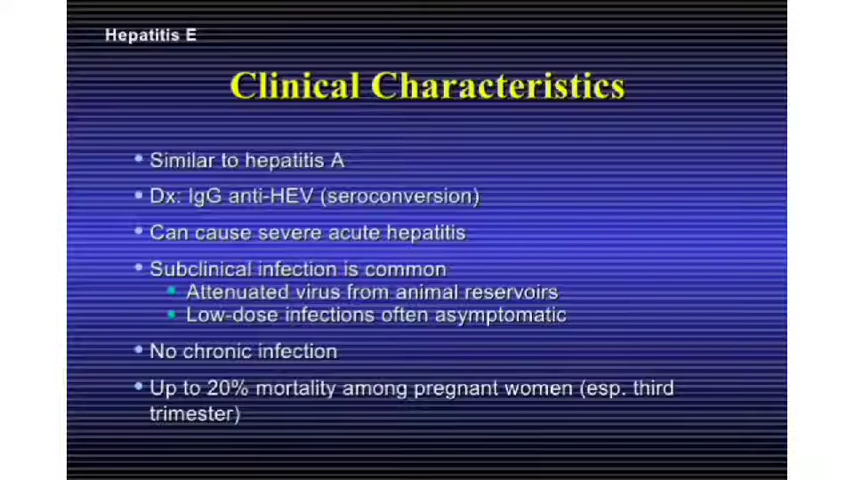 Hepatitis E
Clinical Characteristics
• Similar to hepatitis A
• Dx: IgG anti-HEV (seroconversion)
• Can cause severe acute hepatitis
• Subclinical infection is common
▪ Attenuated virus from animal reservoirs
▪ Low-dose infections often asymptomatic
• No chronic infection
• Up to 20% mortality among pregnant women (esp. third
trimester)